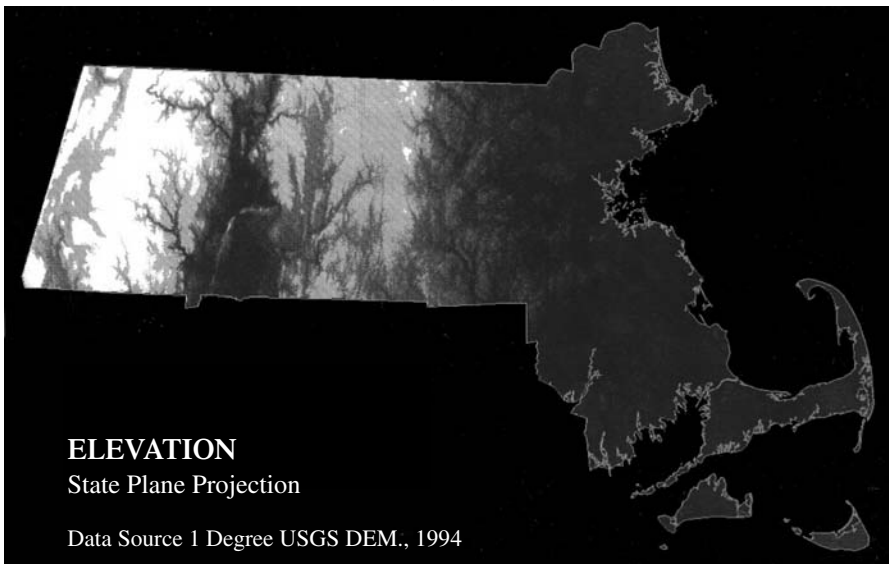 ELEVATION
State Plane Projection
Data Source 1 Degree USGS DEM., 1994